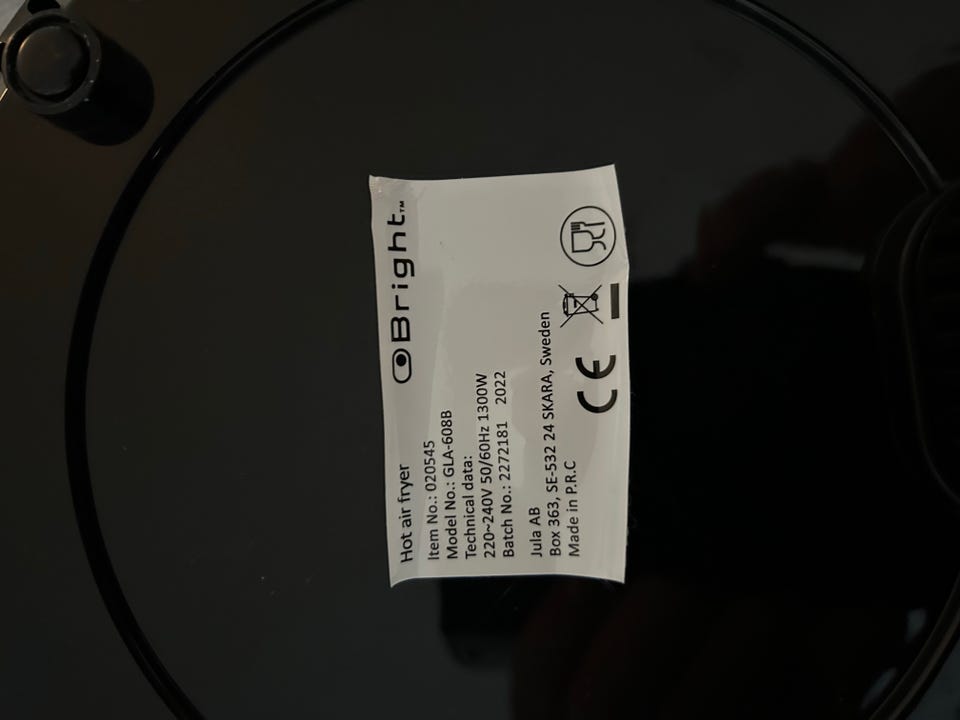 Bright™
Hot air fryer
Item No.: 020545
Model No.: GLA-608B
Technical data:
220~240V 50/60Hz 1300W
Batch No.: 2272181 2022
Jula AB
Box 363, SE-532 24 SKARA, Sweden
Made in P.R.C
CE